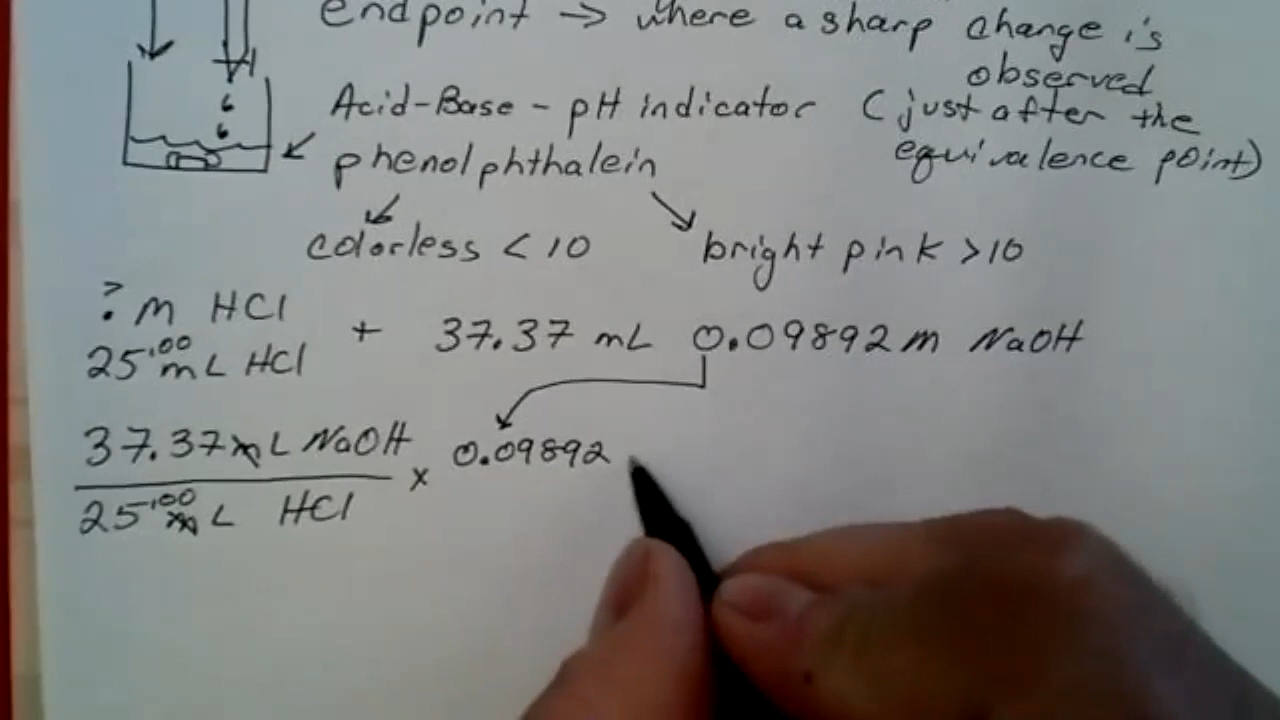 endpoint → where a sharp change is
observed
Acid-Base - pH indicator (just after the
phenolphthalein equivalence point)
colorless < 10 bright pink > 10
? M HCl
25.00 mL HCl + 37.37 mL 0.09892 M NaOH
37.37 mL NaOH × 0.09892
25.00 mL HCl